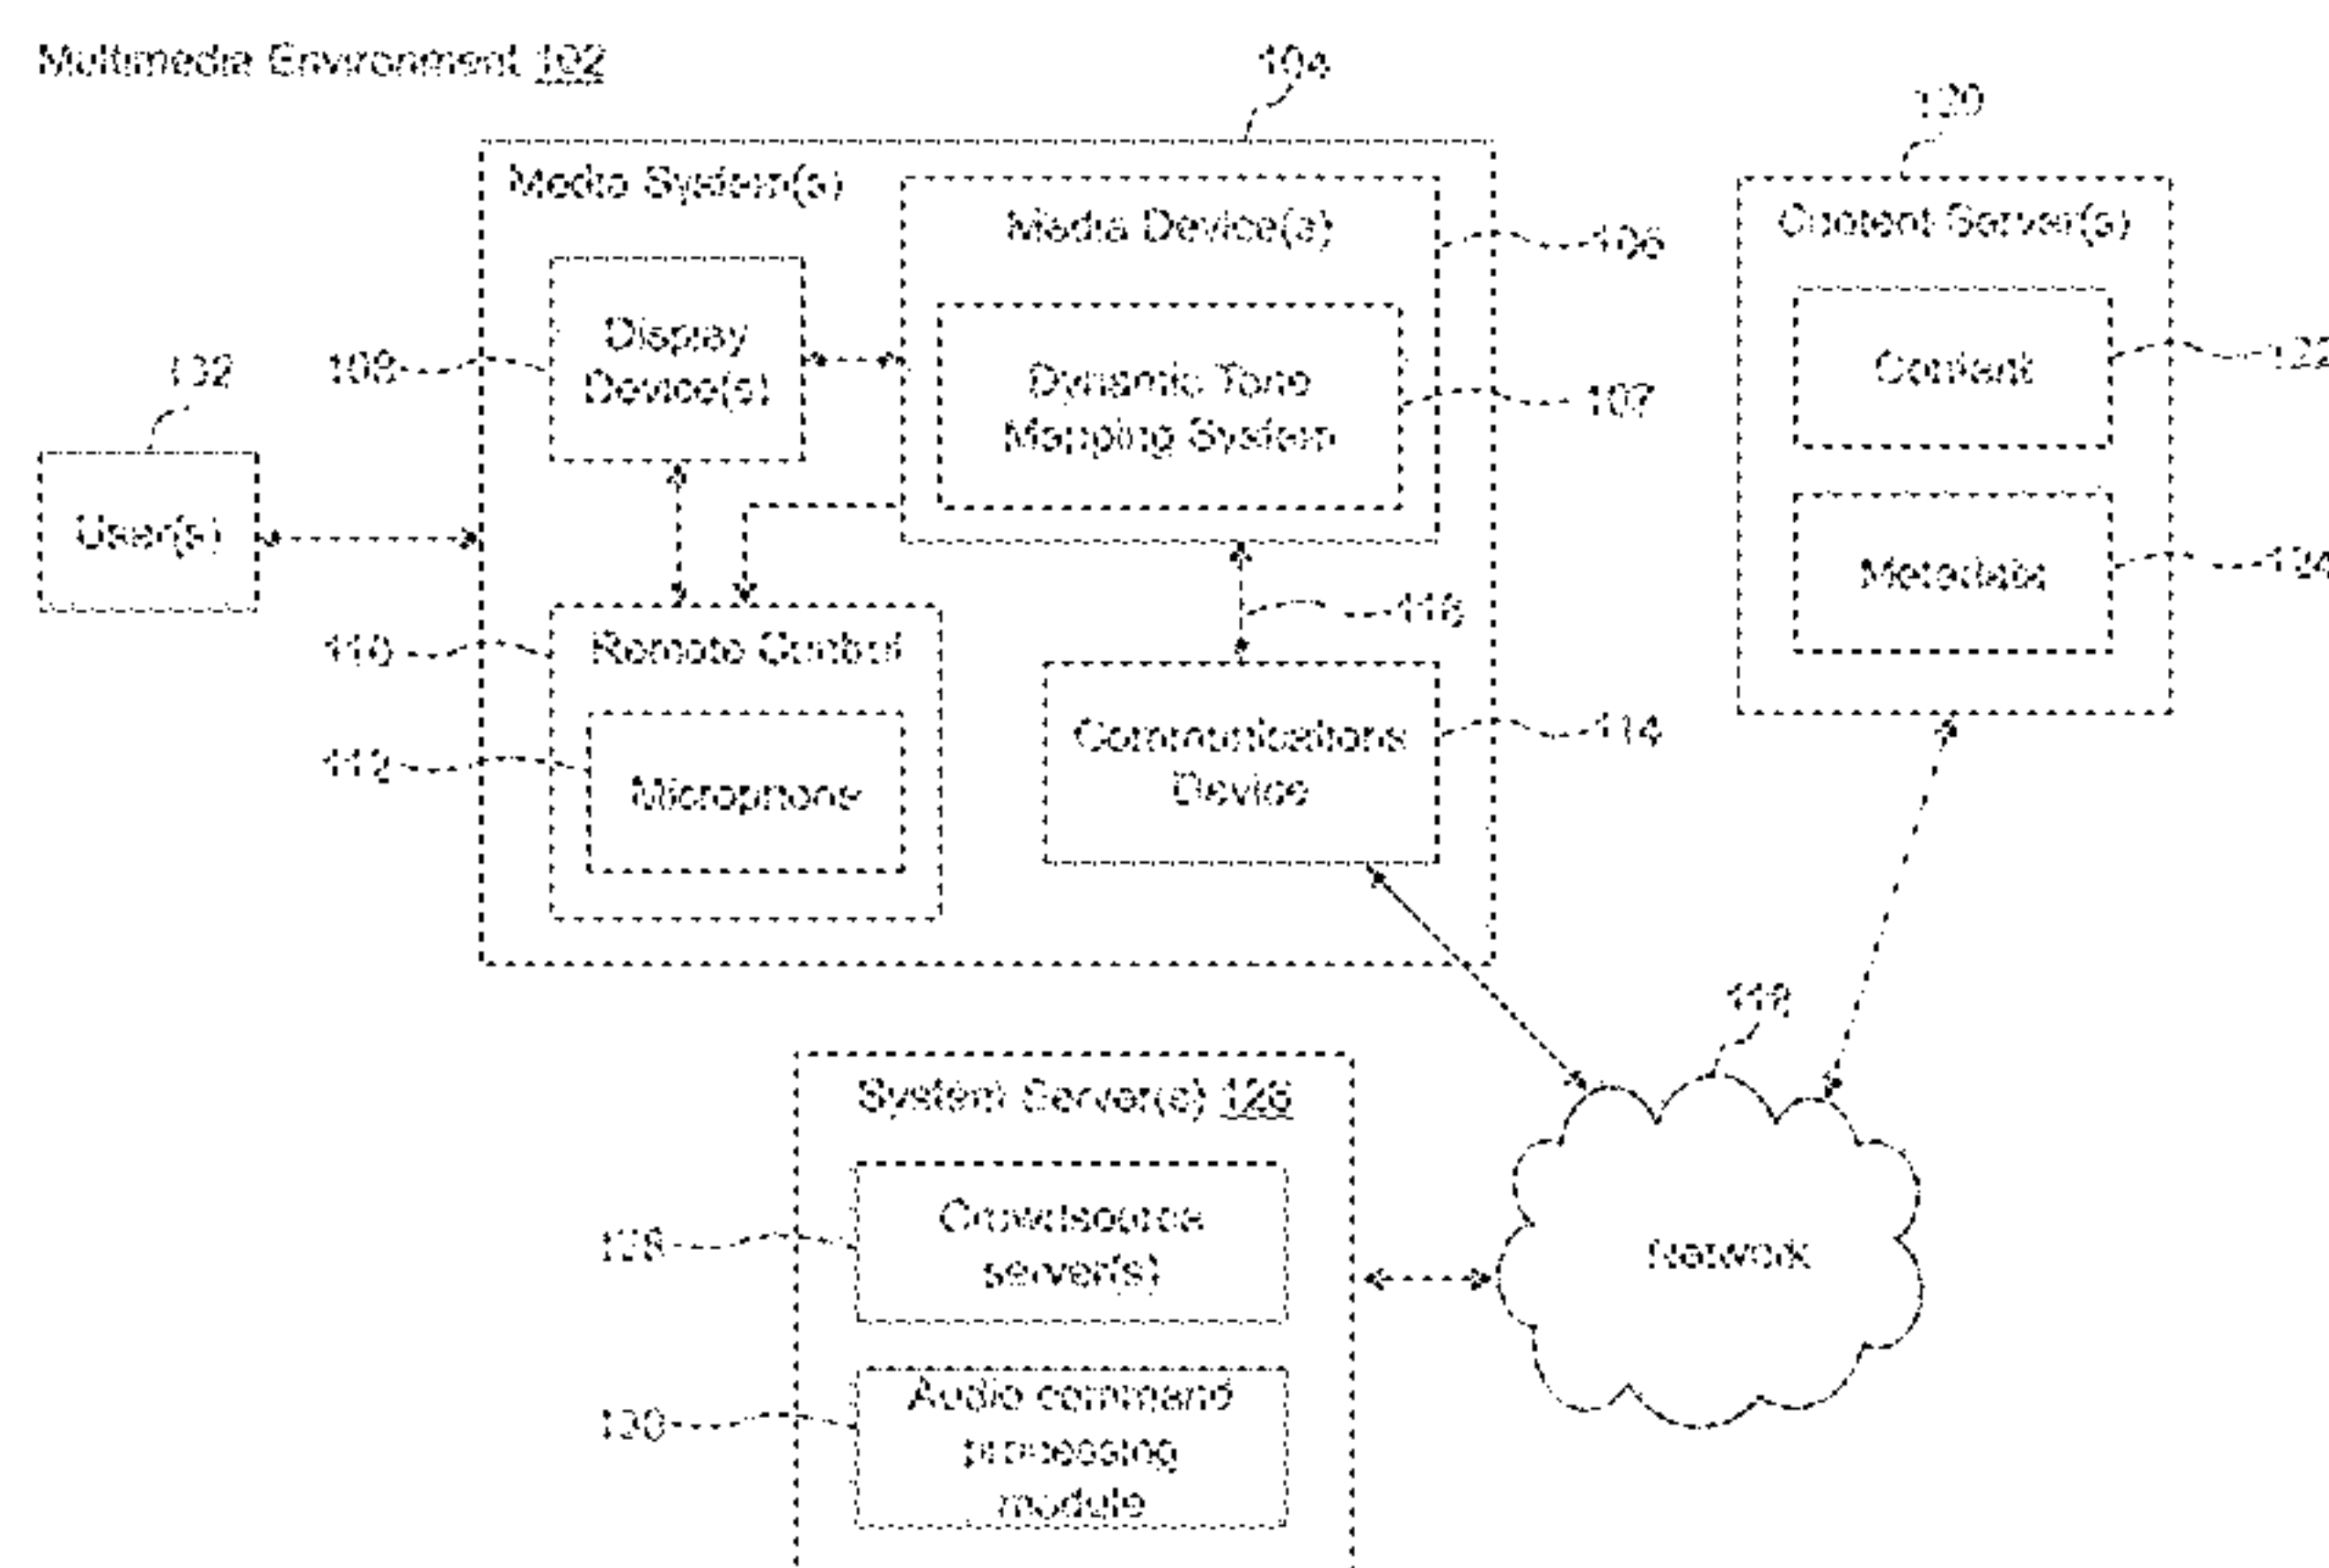 Multimedia Environment 102
104
120
Media System(s)
Media Device(s)
106
Content Server(s)
Display
Device(s)
108
132
Dynamic Tone
Mapping System
107
Content
122
User(s)
Metadata
124
116
110
Remote Control
112
Microphone
Communications
Device
114
118
System Server(s) 126
Crowdsource
server(s)
128
Network
Audio command
processing
module
130